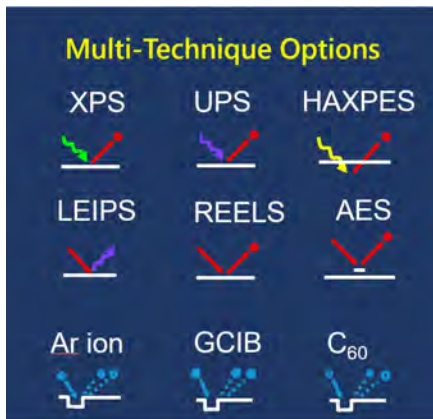 Multi-Technique Options
XPS UPS HAXPES
LEIPS REELS AES
Ar ion GCIB C₆₀